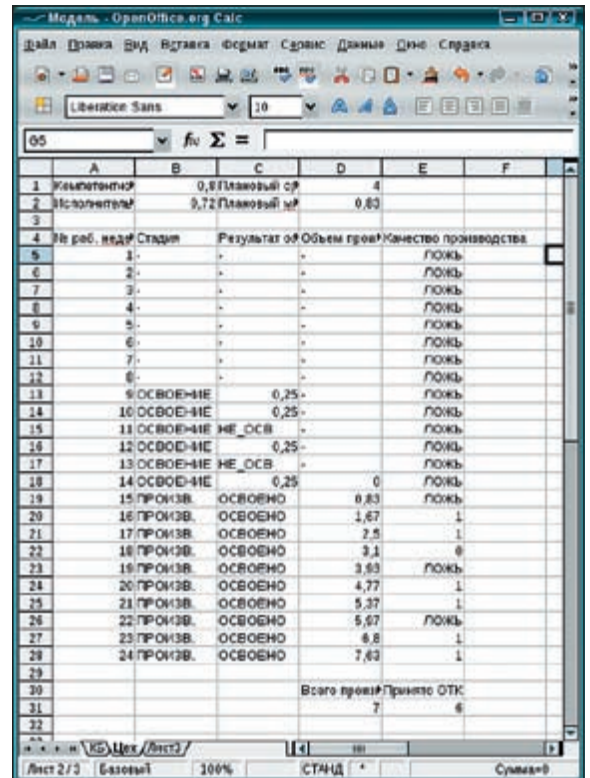 Модель - OpenOffice.org Calc
Файл Правка Вид Вставка Формат Сервис Данные Окно Справка
Liberation Sans 10
G5 f(x) Σ =
A B C D E F
1 Компетентно 0,8 Плановый ср 4
2 Исполнитель 0,72 Плановый 0,83
3
4 № раб. неде Стадия Результат ос Объем прои Качество производства
5 1 - - - ЛОЖЬ
6 2 - - - ЛОЖЬ
7 3 - - - ЛОЖЬ
8 4 - - - ЛОЖЬ
9 5 - - - ЛОЖЬ
10 6 - - - ЛОЖЬ
11 7 - - - ЛОЖЬ
12 8 - - - ЛОЖЬ
13 9 ОСВОЕНИЕ 0,25 - ЛОЖЬ
14 10 ОСВОЕНИЕ 0,25 - ЛОЖЬ
15 11 ОСВОЕНИЕ НЕ_ОСВ - ЛОЖЬ
16 12 ОСВОЕНИЕ 0,25 - ЛОЖЬ
17 13 ОСВОЕНИЕ НЕ_ОСВ - ЛОЖЬ
18 14 ОСВОЕНИЕ 0,25 0 ЛОЖЬ
19 15 ПРОИЗВ. ОСВОЕНО 0,83 ЛОЖЬ
20 16 ПРОИЗВ. ОСВОЕНО 1,67 1
21 17 ПРОИЗВ. ОСВОЕНО 2,5 1
22 18 ПРОИЗВ. ОСВОЕНО 3,1 0
23 19 ПРОИЗВ. ОСВОЕНО 3,93 ЛОЖЬ
24 20 ПРОИЗВ. ОСВОЕНО 4,77 1
25 21 ПРОИЗВ. ОСВОЕНО 5,37 1
26 22 ПРОИЗВ. ОСВОЕНО 5,97 ЛОЖЬ
27 23 ПРОИЗВ. ОСВОЕНО 6,8 1
28 24 ПРОИЗВ. ОСВОЕНО 7,63 1
29
30 Всего произ Принято ОТК
31 7 6
32
КБ Цех Лист3
Лист 2 / 3 Базовый 100% СТАНД * Сумма=0